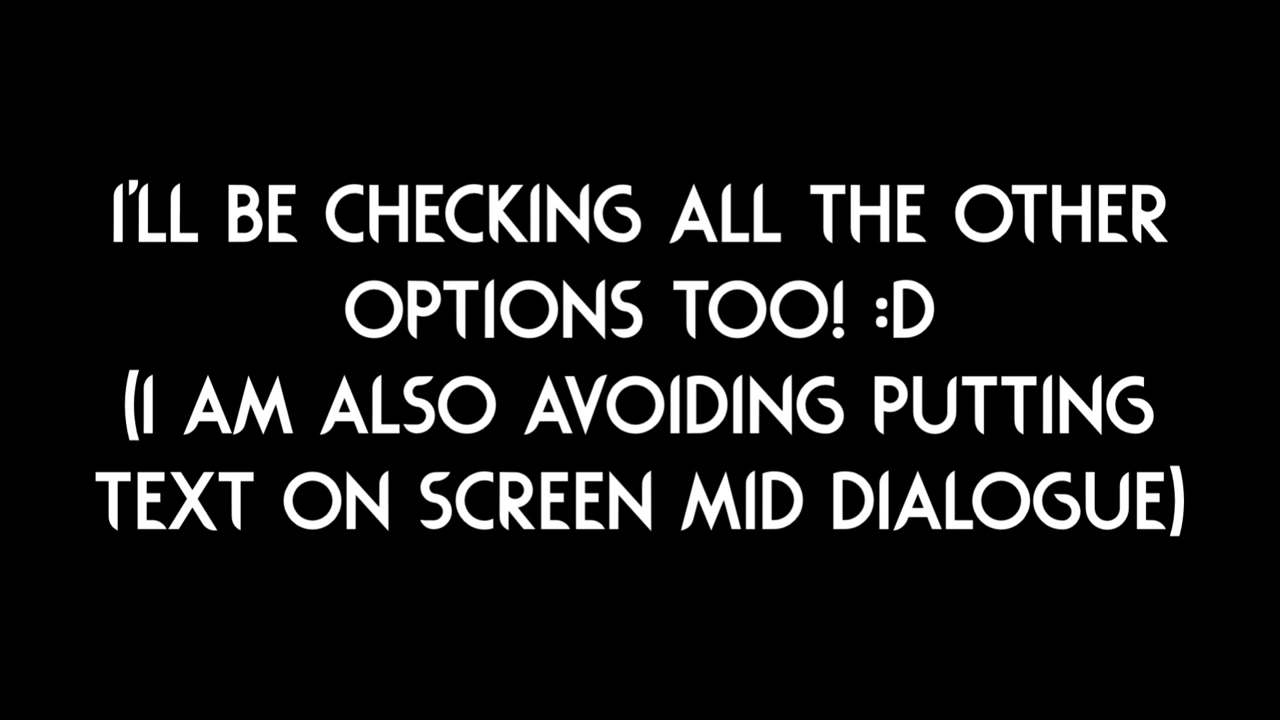 I'LL BE CHECKING ALL THE OTHER
OPTIONS TOO! :D
(I AM ALSO AVOIDING PUTTING
TEXT ON SCREEN MID DIALOGUE)